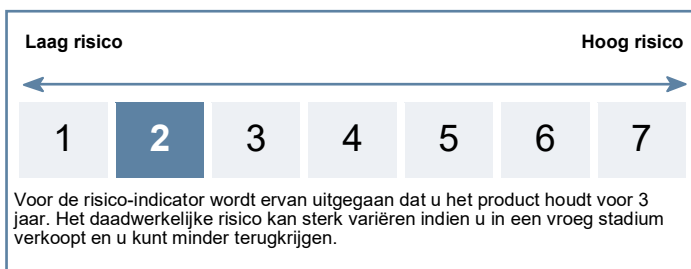 Laag risico Hoog risico
1 2 3 4 5 6 7
Voor de risico-indicator wordt ervan uitgegaan dat u het product houdt voor 3
jaar. Het daadwerkelijke risico kan sterk variëren indien u in een vroeg stadium
verkoopt en u kunt minder terugkrijgen.